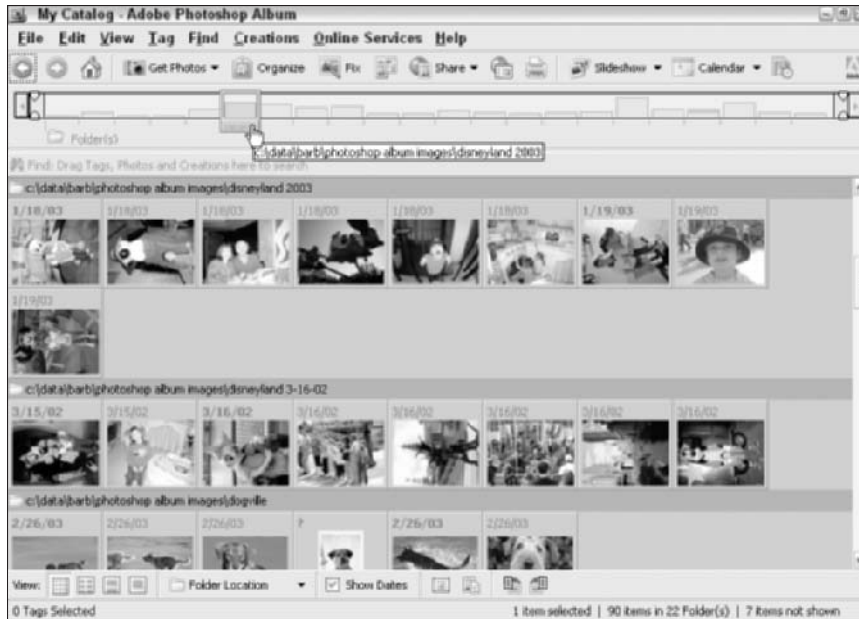 My Catalog - Adobe Photoshop Album
File Edit View Tag Find Creations Online Services Help
Get Photos Organize Fix Share Slideshow Calendar
Folder(s)
c:\data\barb\photoshop album images\disneyland 2003
Find: Drag Tags, Photos and Creations here to search
c:\data\barb\photoshop album images\disneyland 2003
1/18/03 1/18/03 1/18/03 1/18/03 1/18/03 1/18/03 1/19/03 1/19/03
1/19/03
c:\data\barb\photoshop album images\disneyland 3-16-02
3/15/02 3/15/02 3/16/02 3/16/02 3/16/02 3/16/02 3/16/02 3/16/02
c:\data\barb\photoshop album images\dogville
2/26/03 2/26/03 2/26/03 ? 2/26/03 2/26/03
View: Folder Location Show Dates
0 Tags Selected 1 item selected | 90 items in 22 Folder(s) | 7 items not shown